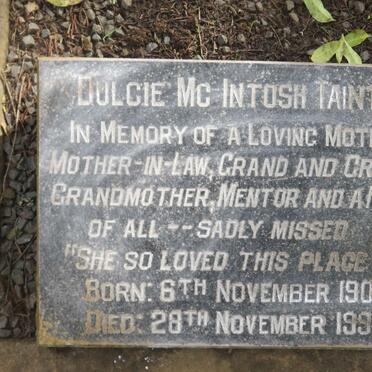 DULCIE MC INTOSH TAINT
IN MEMORY OF A LOVING MOTH
MOTHER-IN-LAW, GRAND AND GR
GRANDMOTHER, MENTOR AND A
OF ALL -- SADLY MISSED
"SHE SO LOVED THIS PLACE
BORN: 6TH NOVEMBER 190
DIED: 28TH NOVEMBER 199